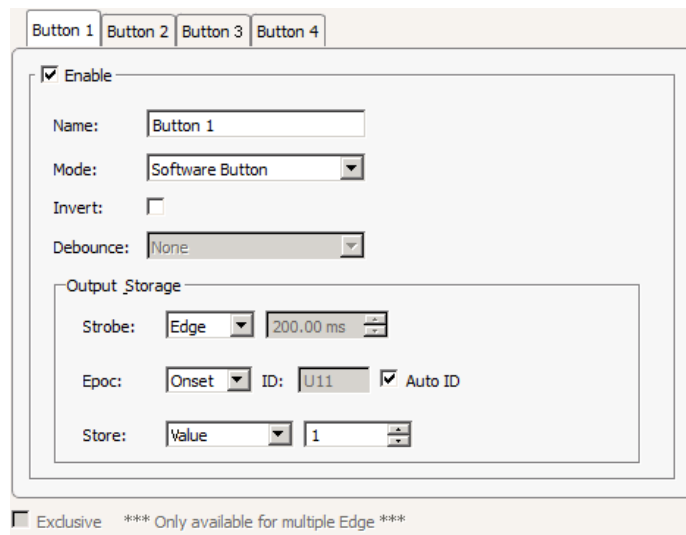 Button 1 Button 2 Button 3 Button 4
Enable
Name: Button 1
Mode: Software Button
Invert:
Debounce: None
Output Storage
Strobe: Edge 200.00 ms
Epoc: Onset ID: U11 Auto ID
Store: Value 1
Exclusive *** Only available for multiple Edge ***